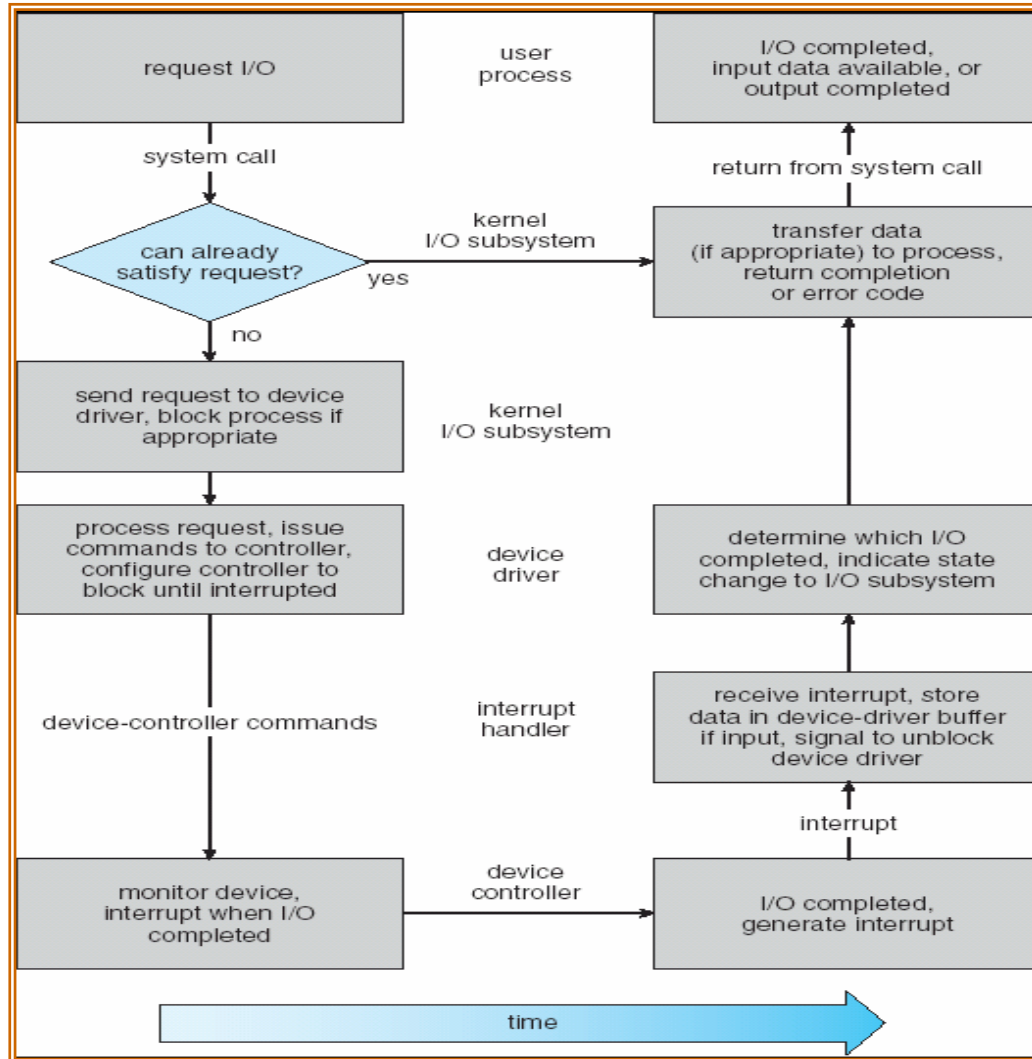 request I/O
user
process
I/O completed,
input data available, or
output completed
system call
return from system call
can already
satisfy request?
kernel
I/O subsystem
yes
transfer data
(if appropriate) to process,
return completion
or error code
no
send request to device
driver, block process if
appropriate
kernel
I/O subsystem
process request, issue
commands to controller,
configure controller to
block until interrupted
device
driver
determine which I/O
completed, indicate state
change to I/O subsystem
device-controller commands
interrupt
handler
receive interrupt, store
data in device-driver buffer
if input, signal to unblock
device driver
interrupt
monitor device,
interrupt when I/O
completed
device
controller
I/O completed,
generate interrupt
time